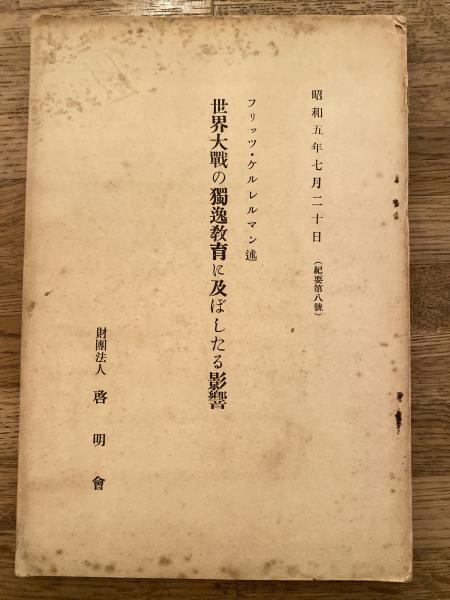 昭和五年七月二十日
（紀要第八號）
フリッツ・ケルレルマン述
世界大戰の獨逸敎育に及ぼしたる影響
財團法人 啓明會